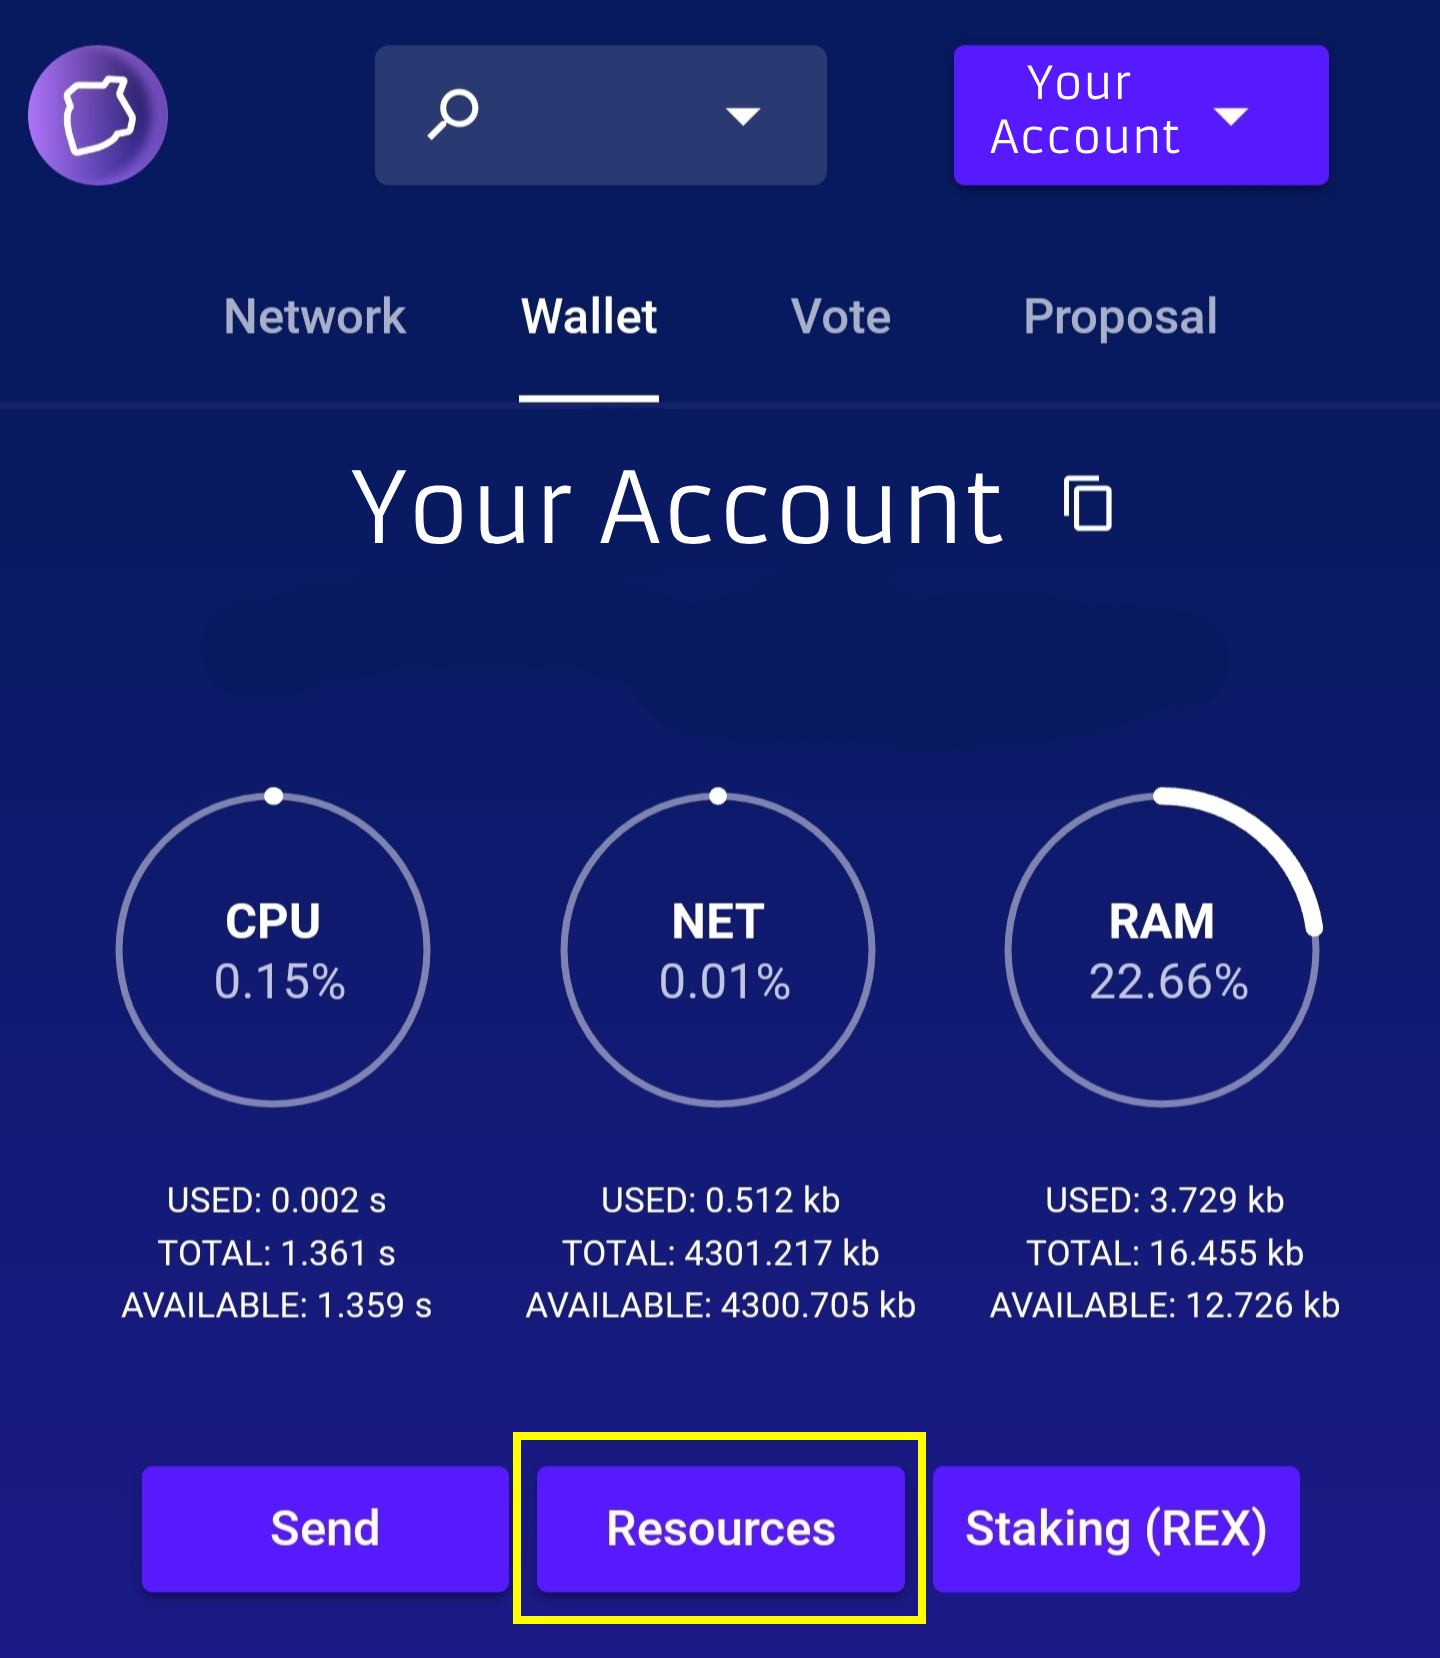 Your
Account
Network Wallet Vote Proposal
Your Account
CPU
0.15%
NET
0.01%
RAM
22.66%
USED: 0.002 s
TOTAL: 1.361 s
AVAILABLE: 1.359 s
USED: 0.512 kb
TOTAL: 4301.217 kb
AVAILABLE: 4300.705 kb
USED: 3.729 kb
TOTAL: 16.455 kb
AVAILABLE: 12.726 kb
Send
Resources
Staking (REX)